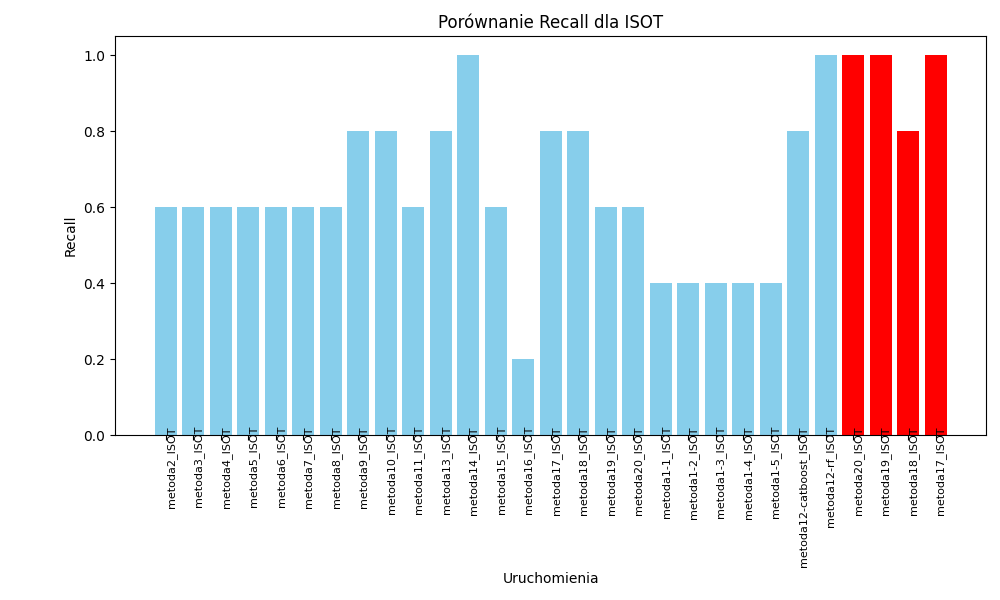 Porównanie Recall dla ISOT
Recall
1.0
0.8
0.6
0.4
0.2
0.0
metoda2_ISOT
metoda3_ISOT
metoda4_ISOT
metoda5_ISOT
metoda6_ISOT
metoda7_ISOT
metoda8_ISOT
metoda9_ISOT
metoda10_ISOT
metoda11_ISOT
metoda13_ISOT
metoda14_ISOT
metoda15_ISOT
metoda16_ISOT
metoda17_ISOT
metoda18_ISOT
metoda19_ISOT
metoda20_ISOT
metoda1-1_ISOT
metoda1-2_ISOT
metoda1-3_ISOT
metoda1-4_ISOT
metoda1-5_ISOT
metoda12-catboost_ISOT
metoda12-rf_ISOT
metoda20_ISOT
metoda19_ISOT
metoda18_ISOT
metoda17_ISOT
Uruchomienia